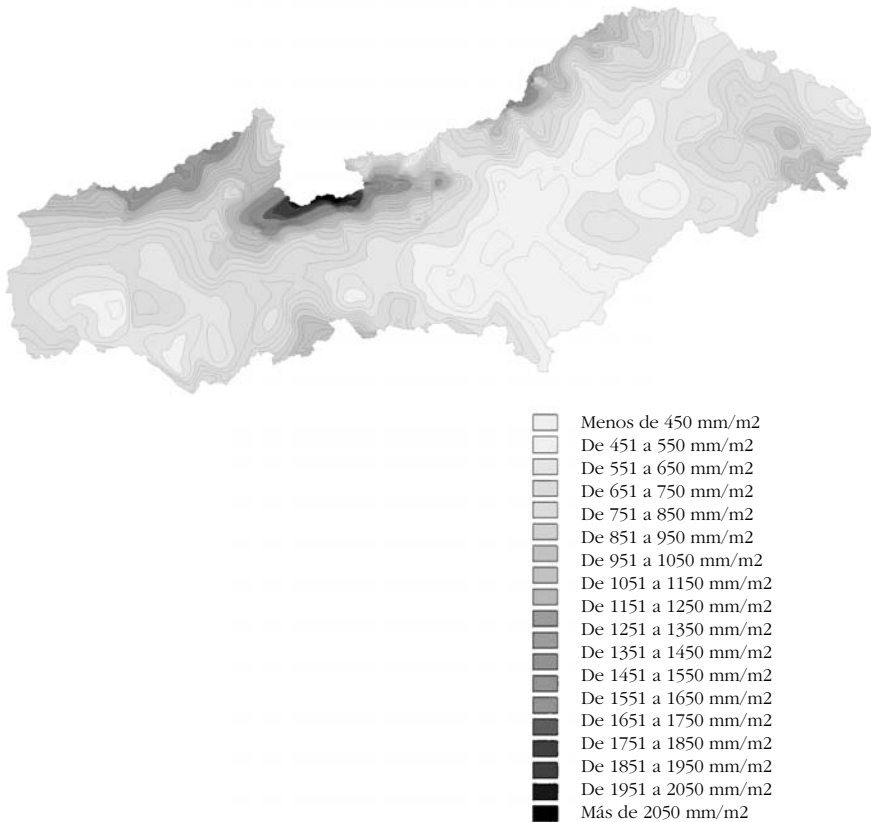 Menos de 450 mm/m2
De 451 a 550 mm/m2
De 551 a 650 mm/m2
De 651 a 750 mm/m2
De 751 a 850 mm/m2
De 851 a 950 mm/m2
De 951 a 1050 mm/m2
De 1051 a 1150 mm/m2
De 1151 a 1250 mm/m2
De 1251 a 1350 mm/m2
De 1351 a 1450 mm/m2
De 1451 a 1550 mm/m2
De 1551 a 1650 mm/m2
De 1651 a 1750 mm/m2
De 1751 a 1850 mm/m2
De 1851 a 1950 mm/m2
De 1951 a 2050 mm/m2
Más de 2050 mm/m2